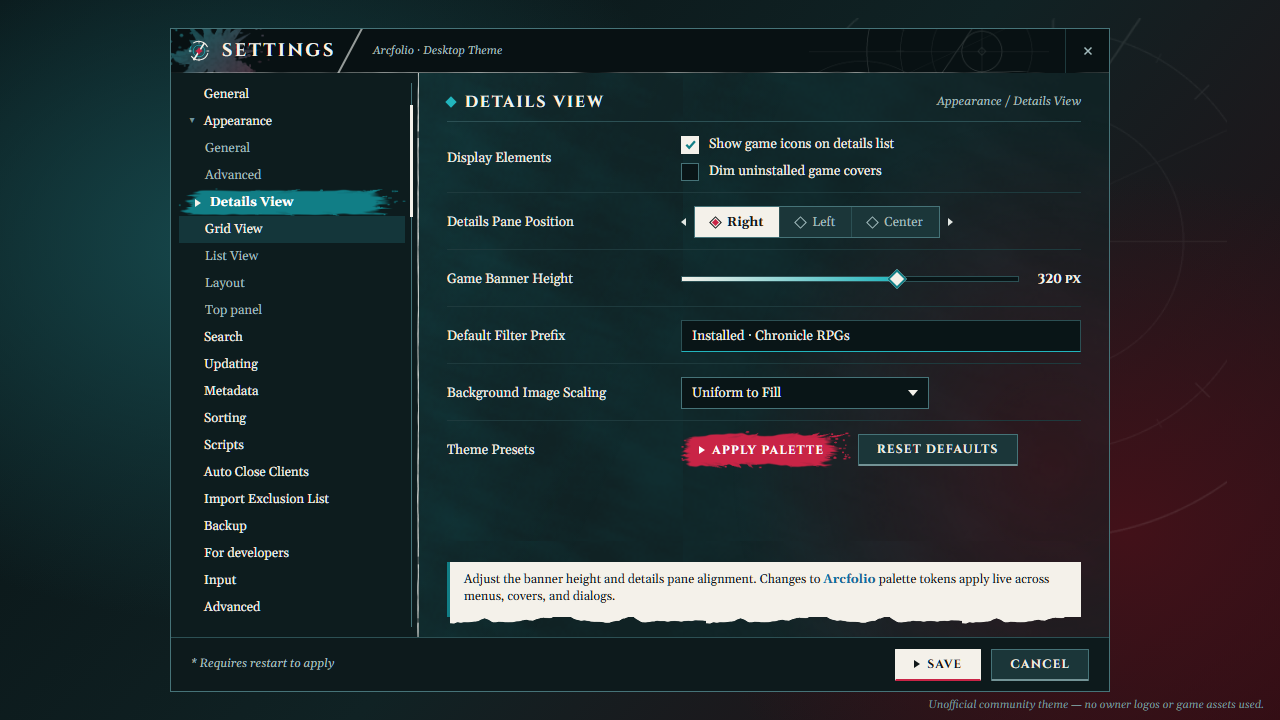 SETTINGS
Arcfolio · Desktop Theme
General
Appearance
General
Advanced
Details View
Grid View
List View
Layout
Top panel
Search
Updating
Metadata
Sorting
Scripts
Auto Close Clients
Import Exclusion List
Backup
For developers
Input
Advanced
DETAILS VIEW
Appearance / Details View
Display Elements
Show game icons on details list
Dim uninstalled game covers
Details Pane Position
Right Left Center
Game Banner Height
320 PX
Default Filter Prefix
Installed · Chronicle RPGs
Background Image Scaling
Uniform to Fill
Theme Presets
APPLY PALETTE
RESET DEFAULTS
Adjust the banner height and details pane alignment. Changes to Arcfolio palette tokens apply live across
menus, covers, and dialogs.
* Requires restart to apply
SAVE
CANCEL
Unofficial community theme — no owner logos or game assets used.